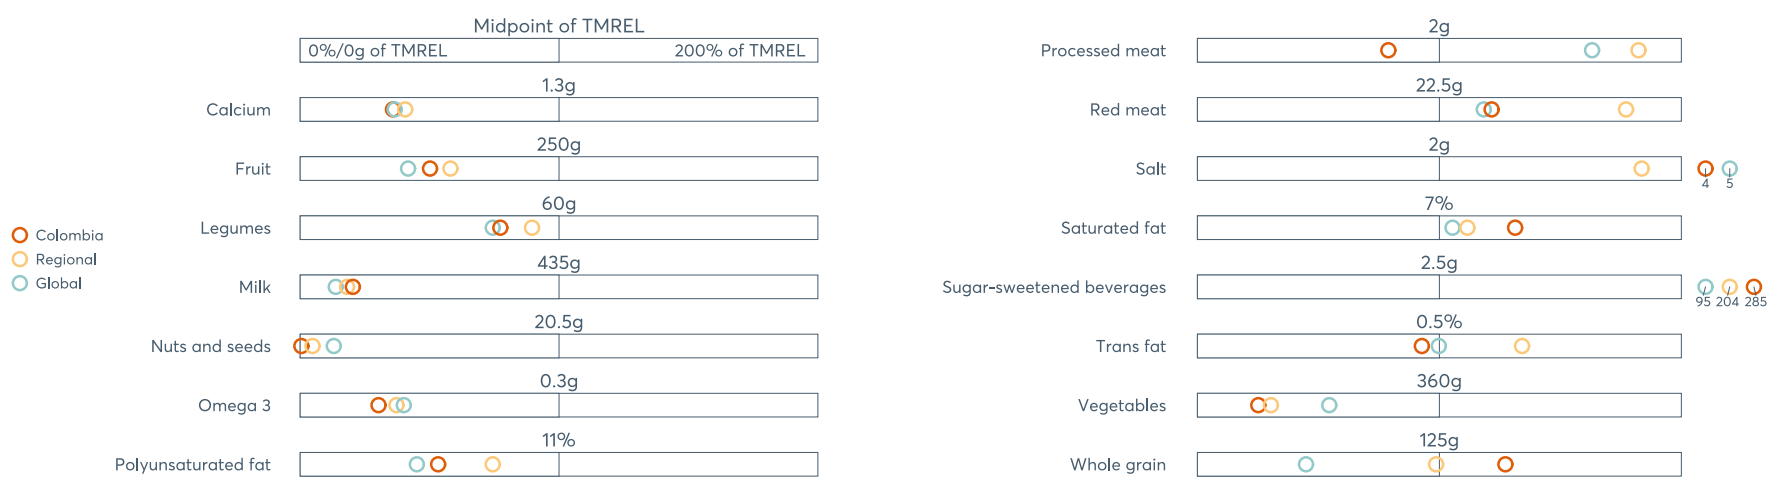 Midpoint of TMREL
0%/0g of TMREL
200% of TMREL
1.3g
Calcium
250g
Fruit
60g
Legumes
435g
Milk
20.5g
Nuts and seeds
0.3g
Omega 3
11%
Polyunsaturated fat
Colombia
Regional
Global
2g
Processed meat
22.5g
Red meat
2g
Salt
4 5
7%
Saturated fat
2.5g
Sugar-sweetened beverages
95 204 285
0.5%
Trans fat
360g
Vegetables
125g
Whole grain